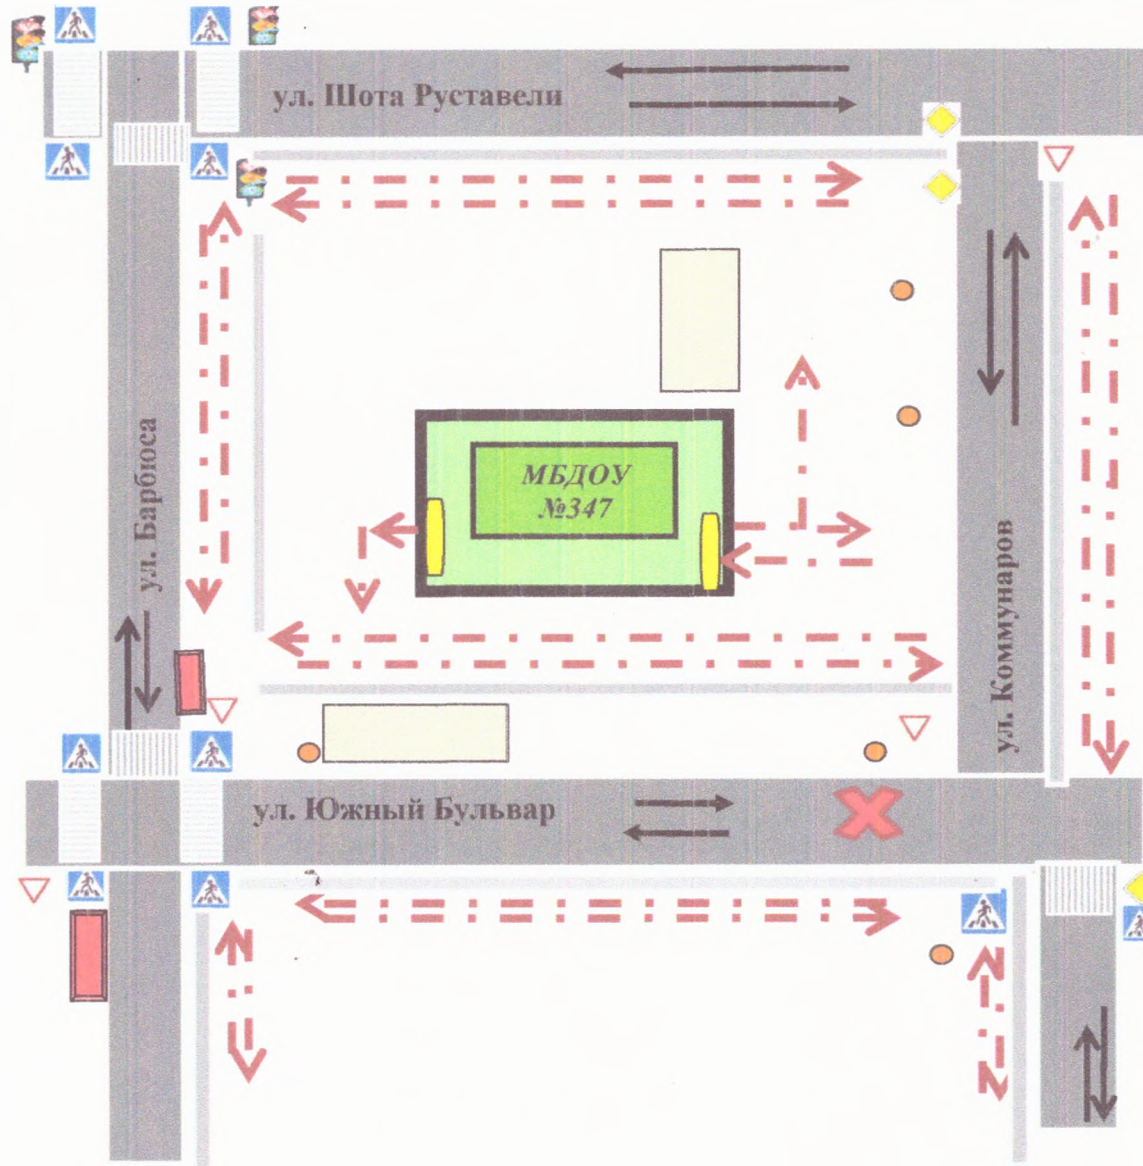 ул. Шота Руставели
ул. Барбюса
МБДОУ
№347
ул. Коммунаров
ул. Южный Бульвар